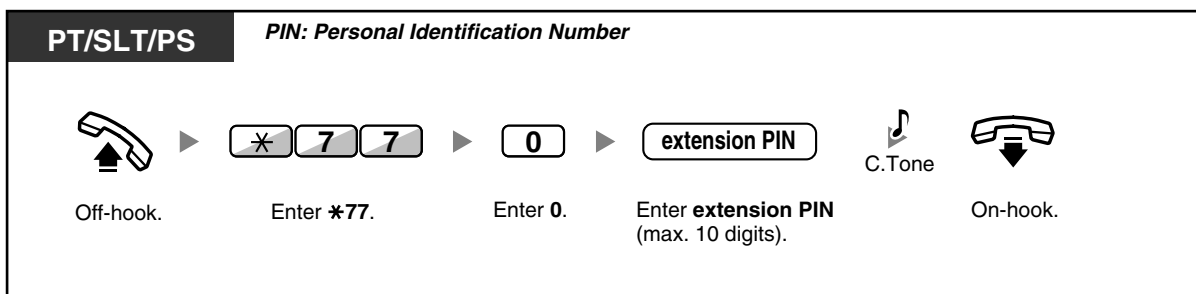 PT/SLT/PS
PIN: Personal Identification Number
* 7 7
0
extension PIN
C.Tone
Off-hook.
Enter *77.
Enter 0.
Enter extension PIN
(max. 10 digits).
On-hook.